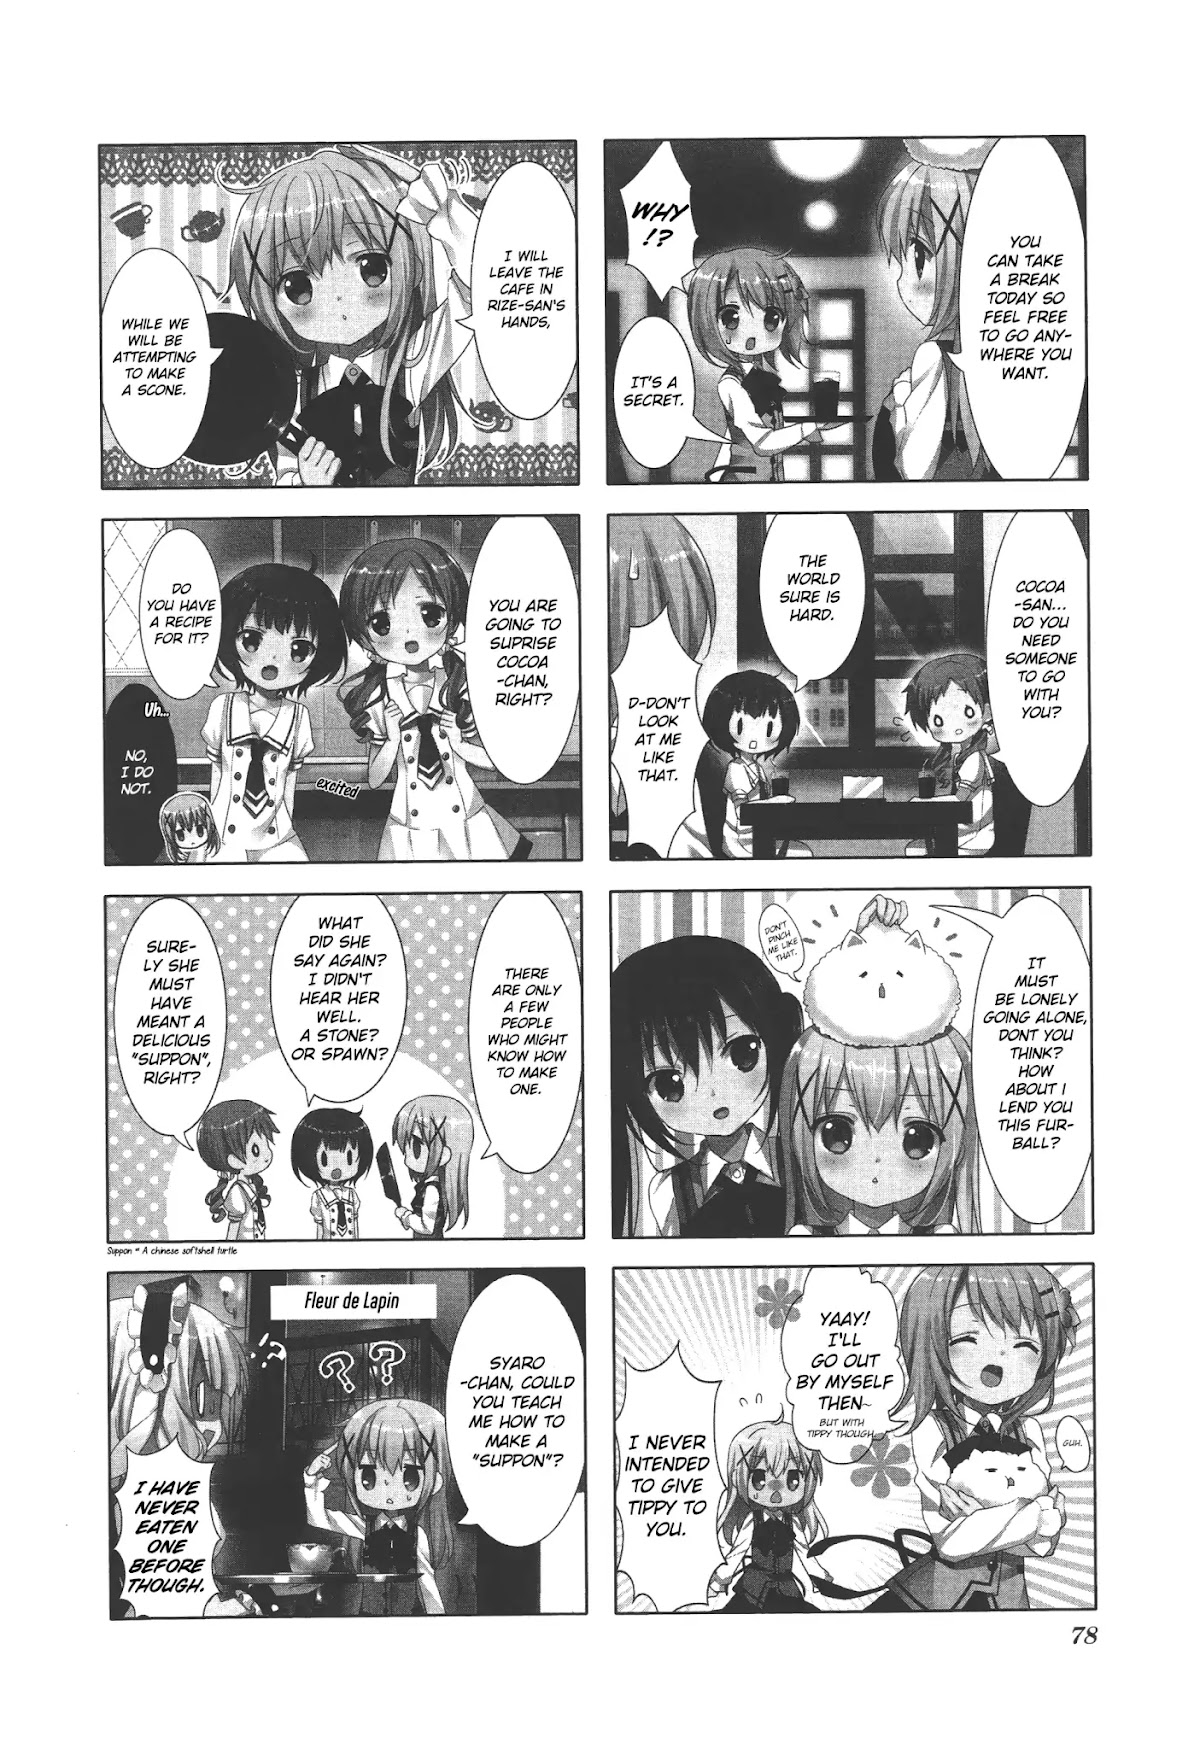 YOU
CAN TAKE
A BREAK
TODAY SO
FEEL FREE
TO GO ANY-
WHERE YOU
WANT.
WHY
!?
IT'S A
SECRET.
COCOA
-SAN...
DO YOU
NEED
SOMEONE
TO GO
WITH
YOU?
THE
WORLD
SURE IS
HARD.
D-DON'T
LOOK
AT ME
LIKE
THAT.
IT
MUST
BE LONELY
GOING ALONE,
DONT YOU
THINK?
HOW
ABOUT I
LEND YOU
THIS FUR-
BALL?
DON'T
PINCH
ME LIKE
THAT.
YAAY!
I'LL
GO OUT
BY MYSELF
THEN~
BUT WITH
TIPPY THOUGH.
GUH.
I NEVER
INTENDED
TO GIVE
TIPPY TO
YOU.
I WILL
LEAVE THE
CAFE IN
RIZE-SAN'S
HANDS,
WHILE WE
WILL BE
ATTEMPTING
TO MAKE
A SCONE.
YOU ARE
GOING TO
SUPRISE
COCOA
-CHAN,
RIGHT?
excited
DO
YOU HAVE
A RECIPE
FOR IT?
Uh...
NO,
I DO
NOT.
THERE
ARE ONLY
A FEW
PEOPLE
WHO MIGHT
KNOW HOW
TO MAKE
ONE.
WHAT
DID SHE
SAY AGAIN?
I DIDN'T
HEAR HER
WELL.
A STONE?
OR SPAWN?
SURE-
LY SHE
MUST
HAVE
MEANT A
DELICIOUS
"SUPPON",
RIGHT?
Suppon = A chinese softshell turtle
Fleur de Lapin
SYARO
-CHAN, COULD
YOU TEACH
ME HOW TO
MAKE A
"SUPPON"?
? ?
!?
I HAVE
NEVER
EATEN
ONE
BEFORE
THOUGH.
78